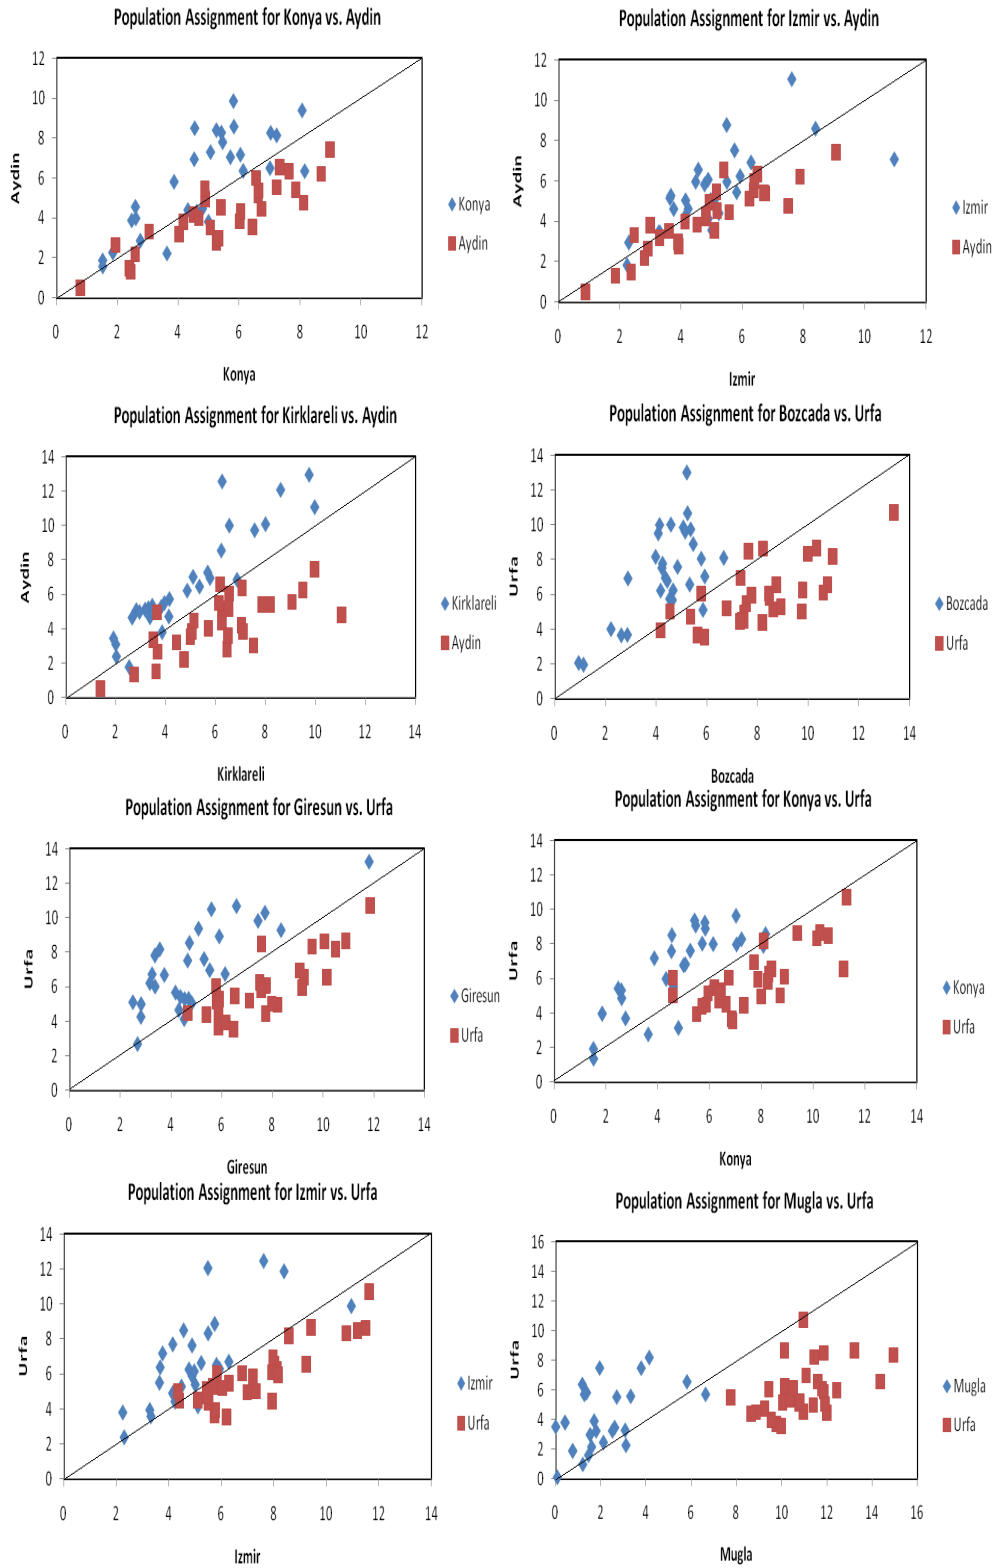 Population Assignment for Konya vs. Aydin
12
10
8
6
4
2
0
Aydin
0 2 4 6 8 10 12
Konya
Konya
Aydin
Population Assignment for Izmir vs. Aydin
12
10
8
6
4
2
0
Aydin
0 2 4 6 8 10 12
Izmir
Izmir
Aydin
Population Assignment for Kirklareli vs. Aydin
14
12
10
8
6
4
2
0
Aydin
0 2 4 6 8 10 12 14
Kirklareli
Kirklareli
Aydin
Population Assignment for Bozcada vs. Urfa
14
12
10
8
6
4
2
0
Urfa
0 2 4 6 8 10 12 14
Bozcada
Bozcada
Urfa
Population Assignment for Giresun vs. Urfa
14
12
10
8
6
4
2
0
Urfa
0 2 4 6 8 10 12 14
Giresun
Giresun
Urfa
Population Assignment for Konya vs. Urfa
14
12
10
8
6
4
2
0
Urfa
0 2 4 6 8 10 12 14
Konya
Konya
Urfa
Population Assignment for Izmir vs. Urfa
14
12
10
8
6
4
2
0
Urfa
0 2 4 6 8 10 12 14
Izmir
Izmir
Urfa
Population Assignment for Mugla vs. Urfa
16
14
12
10
8
6
4
2
0
Urfa
0 2 4 6 8 10 12 14 16
Mugla
Mugla
Urfa